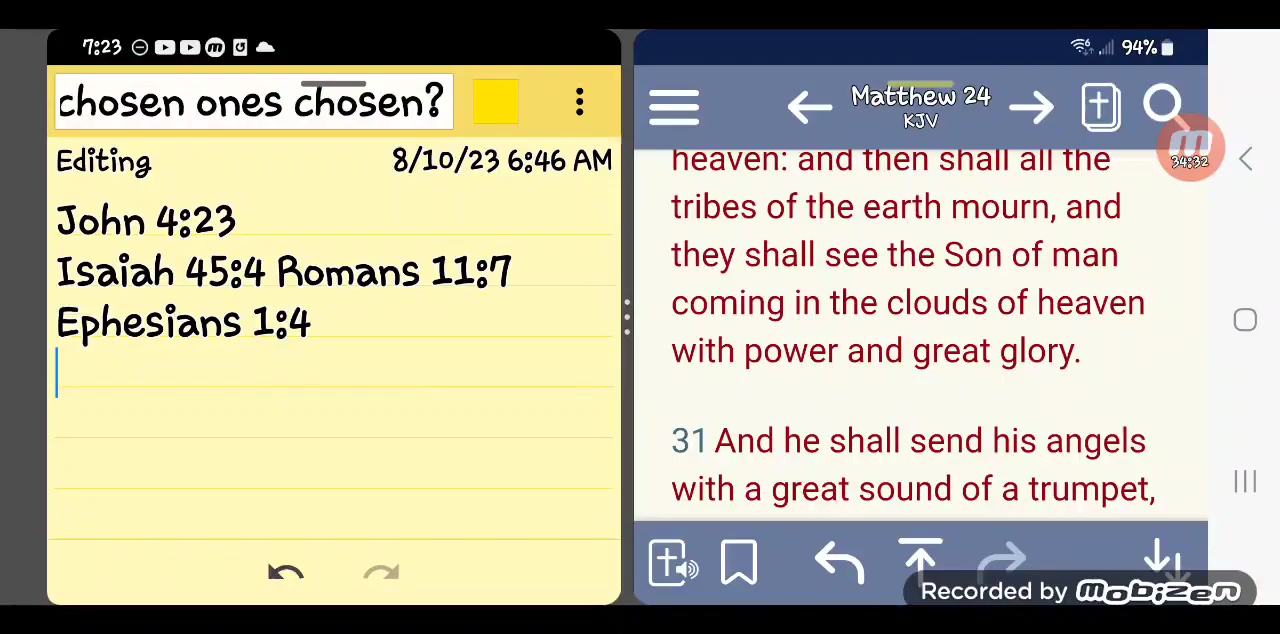 7:23
94%
chosen ones chosen?
Editing 8/10/23 6:46 AM
John 4:23
Isaiah 45:4 Romans 11:7
Ephesians 1:4
Matthew 24
KJV
34:32
heaven: and then shall all the
tribes of the earth mourn, and
they shall see the Son of man
coming in the clouds of heaven
with power and great glory.
31 And he shall send his angels
with a great sound of a trumpet,
Recorded by mobizen